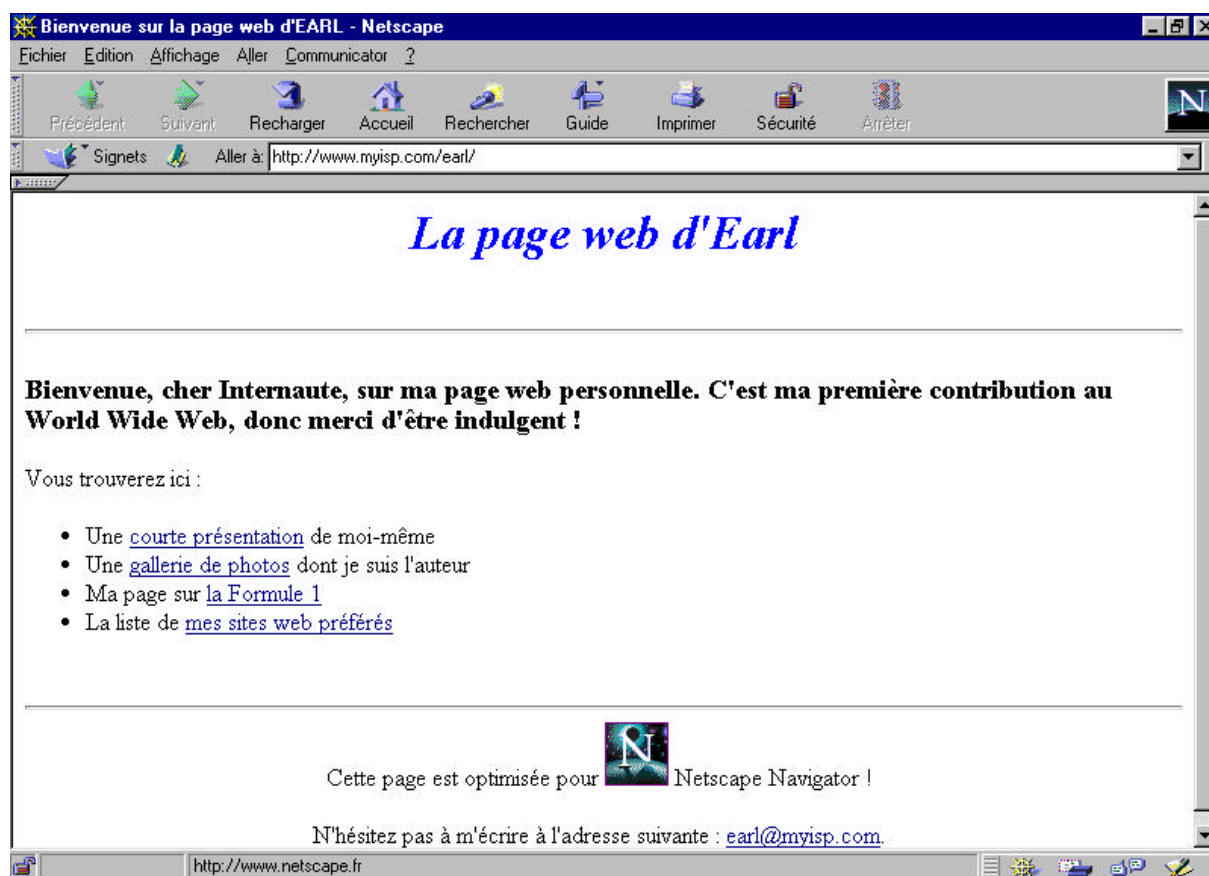 Bienvenue sur la page web d'EARL - Netscape
Fichier Edition Affichage Aller Communicator ?
Précédent Suivant Recharger Accueil Rechercher Guide Imprimer Sécurité Arrêter
N
Signets Aller à: http://www.myisp.com/earl/
La page web d'Earl
Bienvenue, cher Internaute, sur ma page web personnelle. C'est ma première contribution au
World Wide Web, donc merci d'être indulgent !
Vous trouverez ici :
• Une courte présentation de moi-même
• Une gallerie de photos dont je suis l'auteur
• Ma page sur la Formule 1
• La liste de mes sites web préférés
Cette page est optimisée pour N Netscape Navigator !
N'hésitez pas à m'écrire à l'adresse suivante : earl@myisp.com.
http://www.netscape.fr